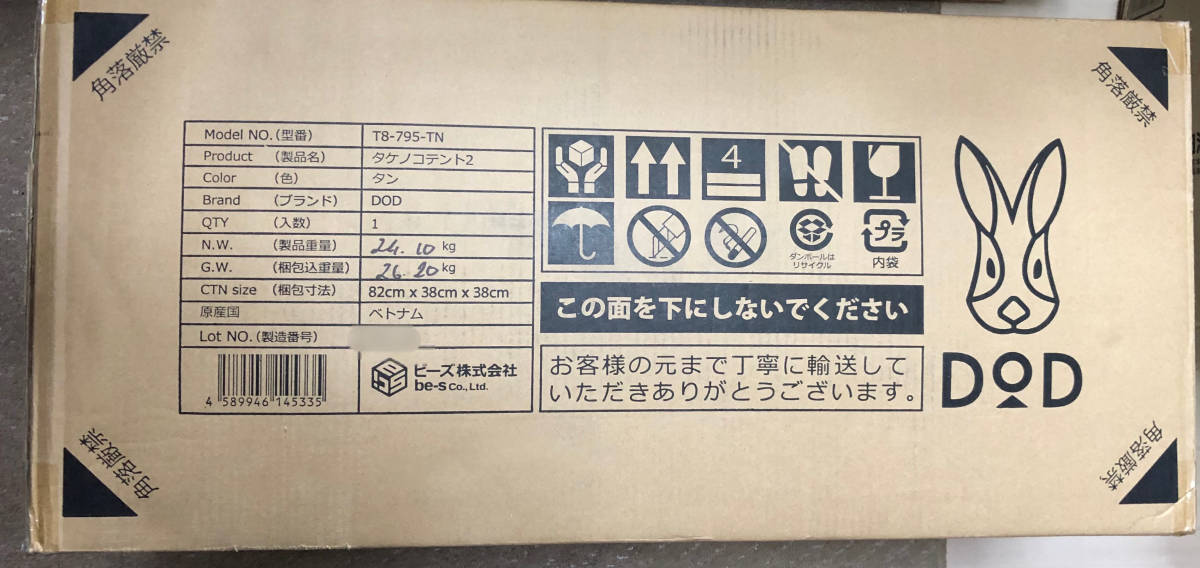 角落厳禁
角落厳禁
Model NO.(型番) T8-795-TN
Product (製品名) タケノコテント2
Color (色) タン
Brand (ブランド) DOD
QTY (入数) 1
N.W. (製品重量) 24.10 kg
G.W. (梱包込重量) 26.20 kg
CTN size (梱包寸法) 82cm x 38cm x 38cm
原産国 ベトナム
Lot NO.(製造番号)
4 589946 145335
ビーズ株式会社
be-s Co., Ltd.
4
ダンボールは
リサイクル
プラ
内袋
この面を下にしないでください
お客様の元まで丁寧に輸送して
いただきありがとうございます。
DOD
角落厳禁
角落厳禁